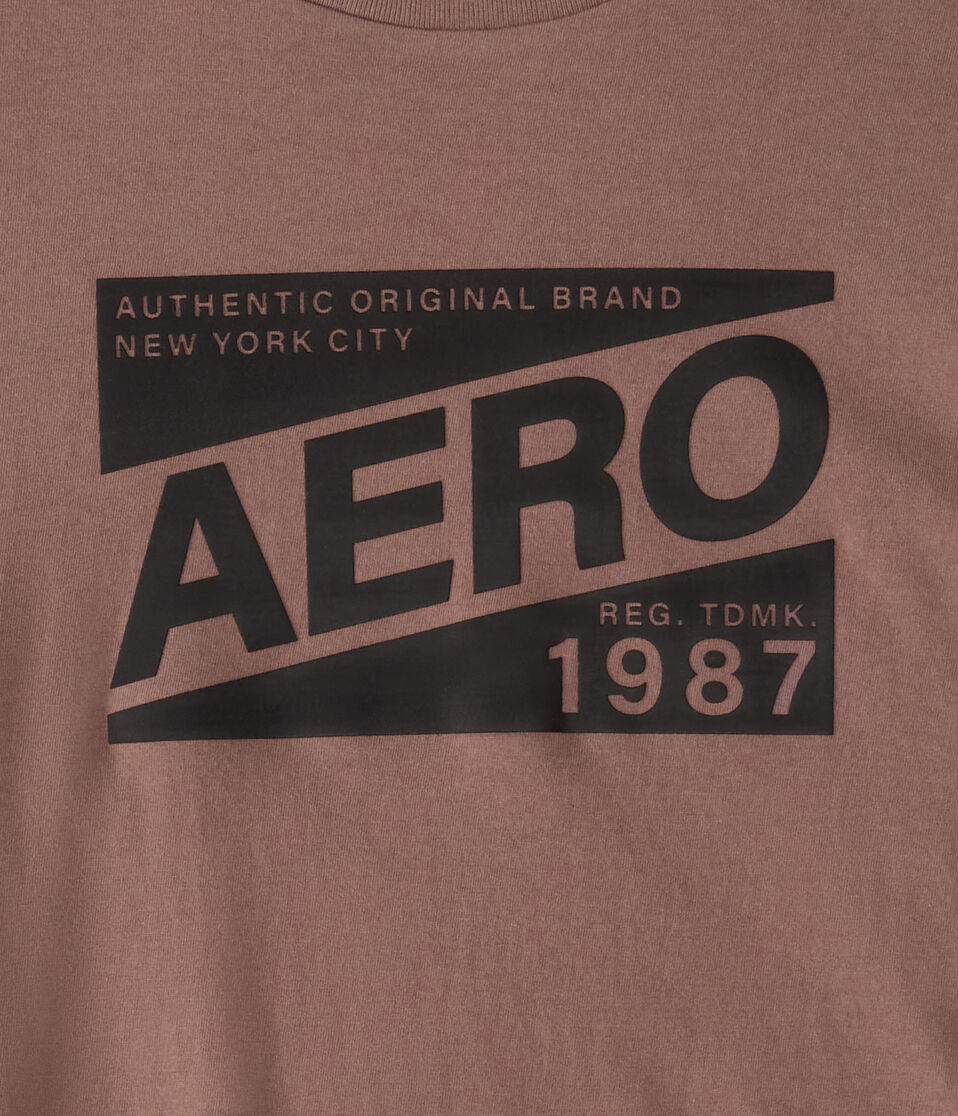 AUTHENTIC ORIGINAL BRAND
NEW YORK CITY
AERO
REG. TDMK.
1987